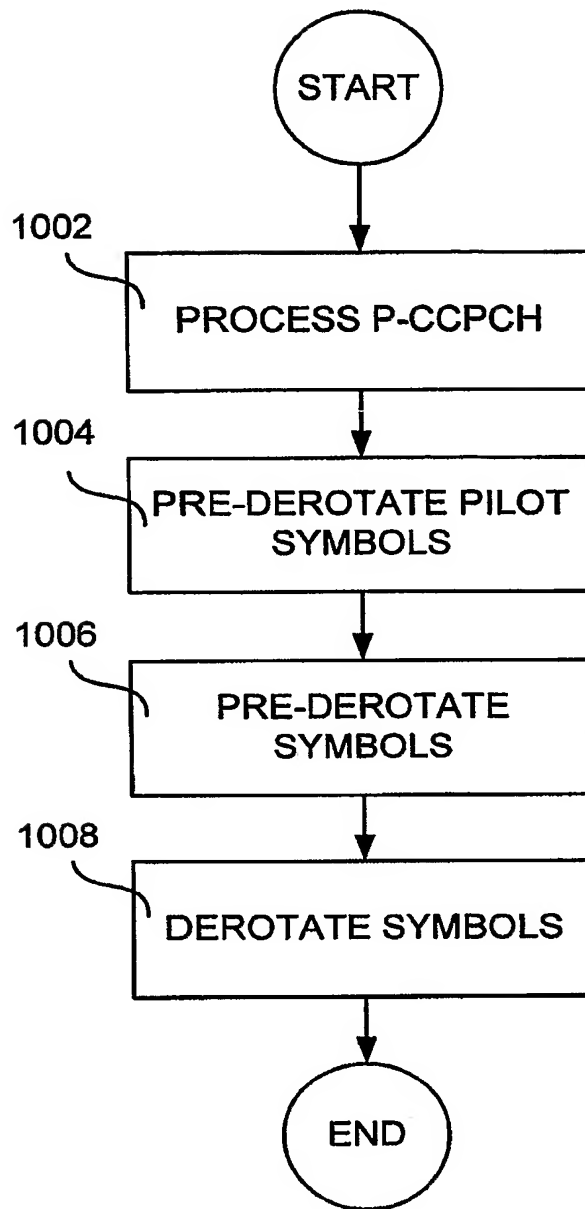 START
1002
PROCESS P-CCPCH
1004
PRE-DEROTATE PILOT
SYMBOLS
1006
PRE-DEROTATE
SYMBOLS
1008
DEROTATE SYMBOLS
END